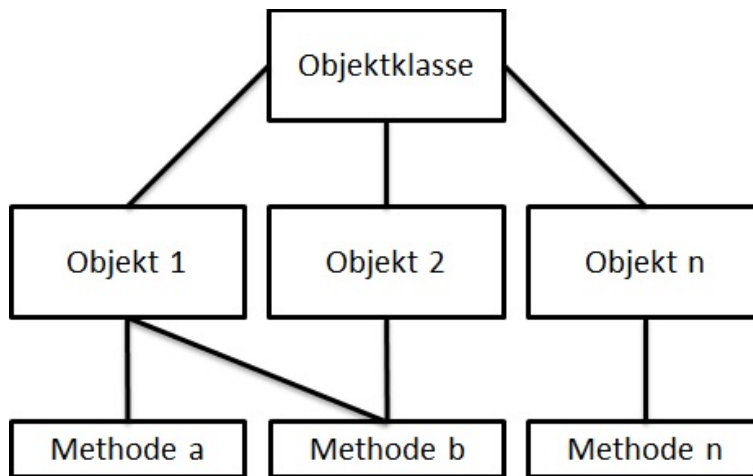 Objektklasse
Objekt 1
Objekt 2
Objekt n
Methode a
Methode b
Methode n